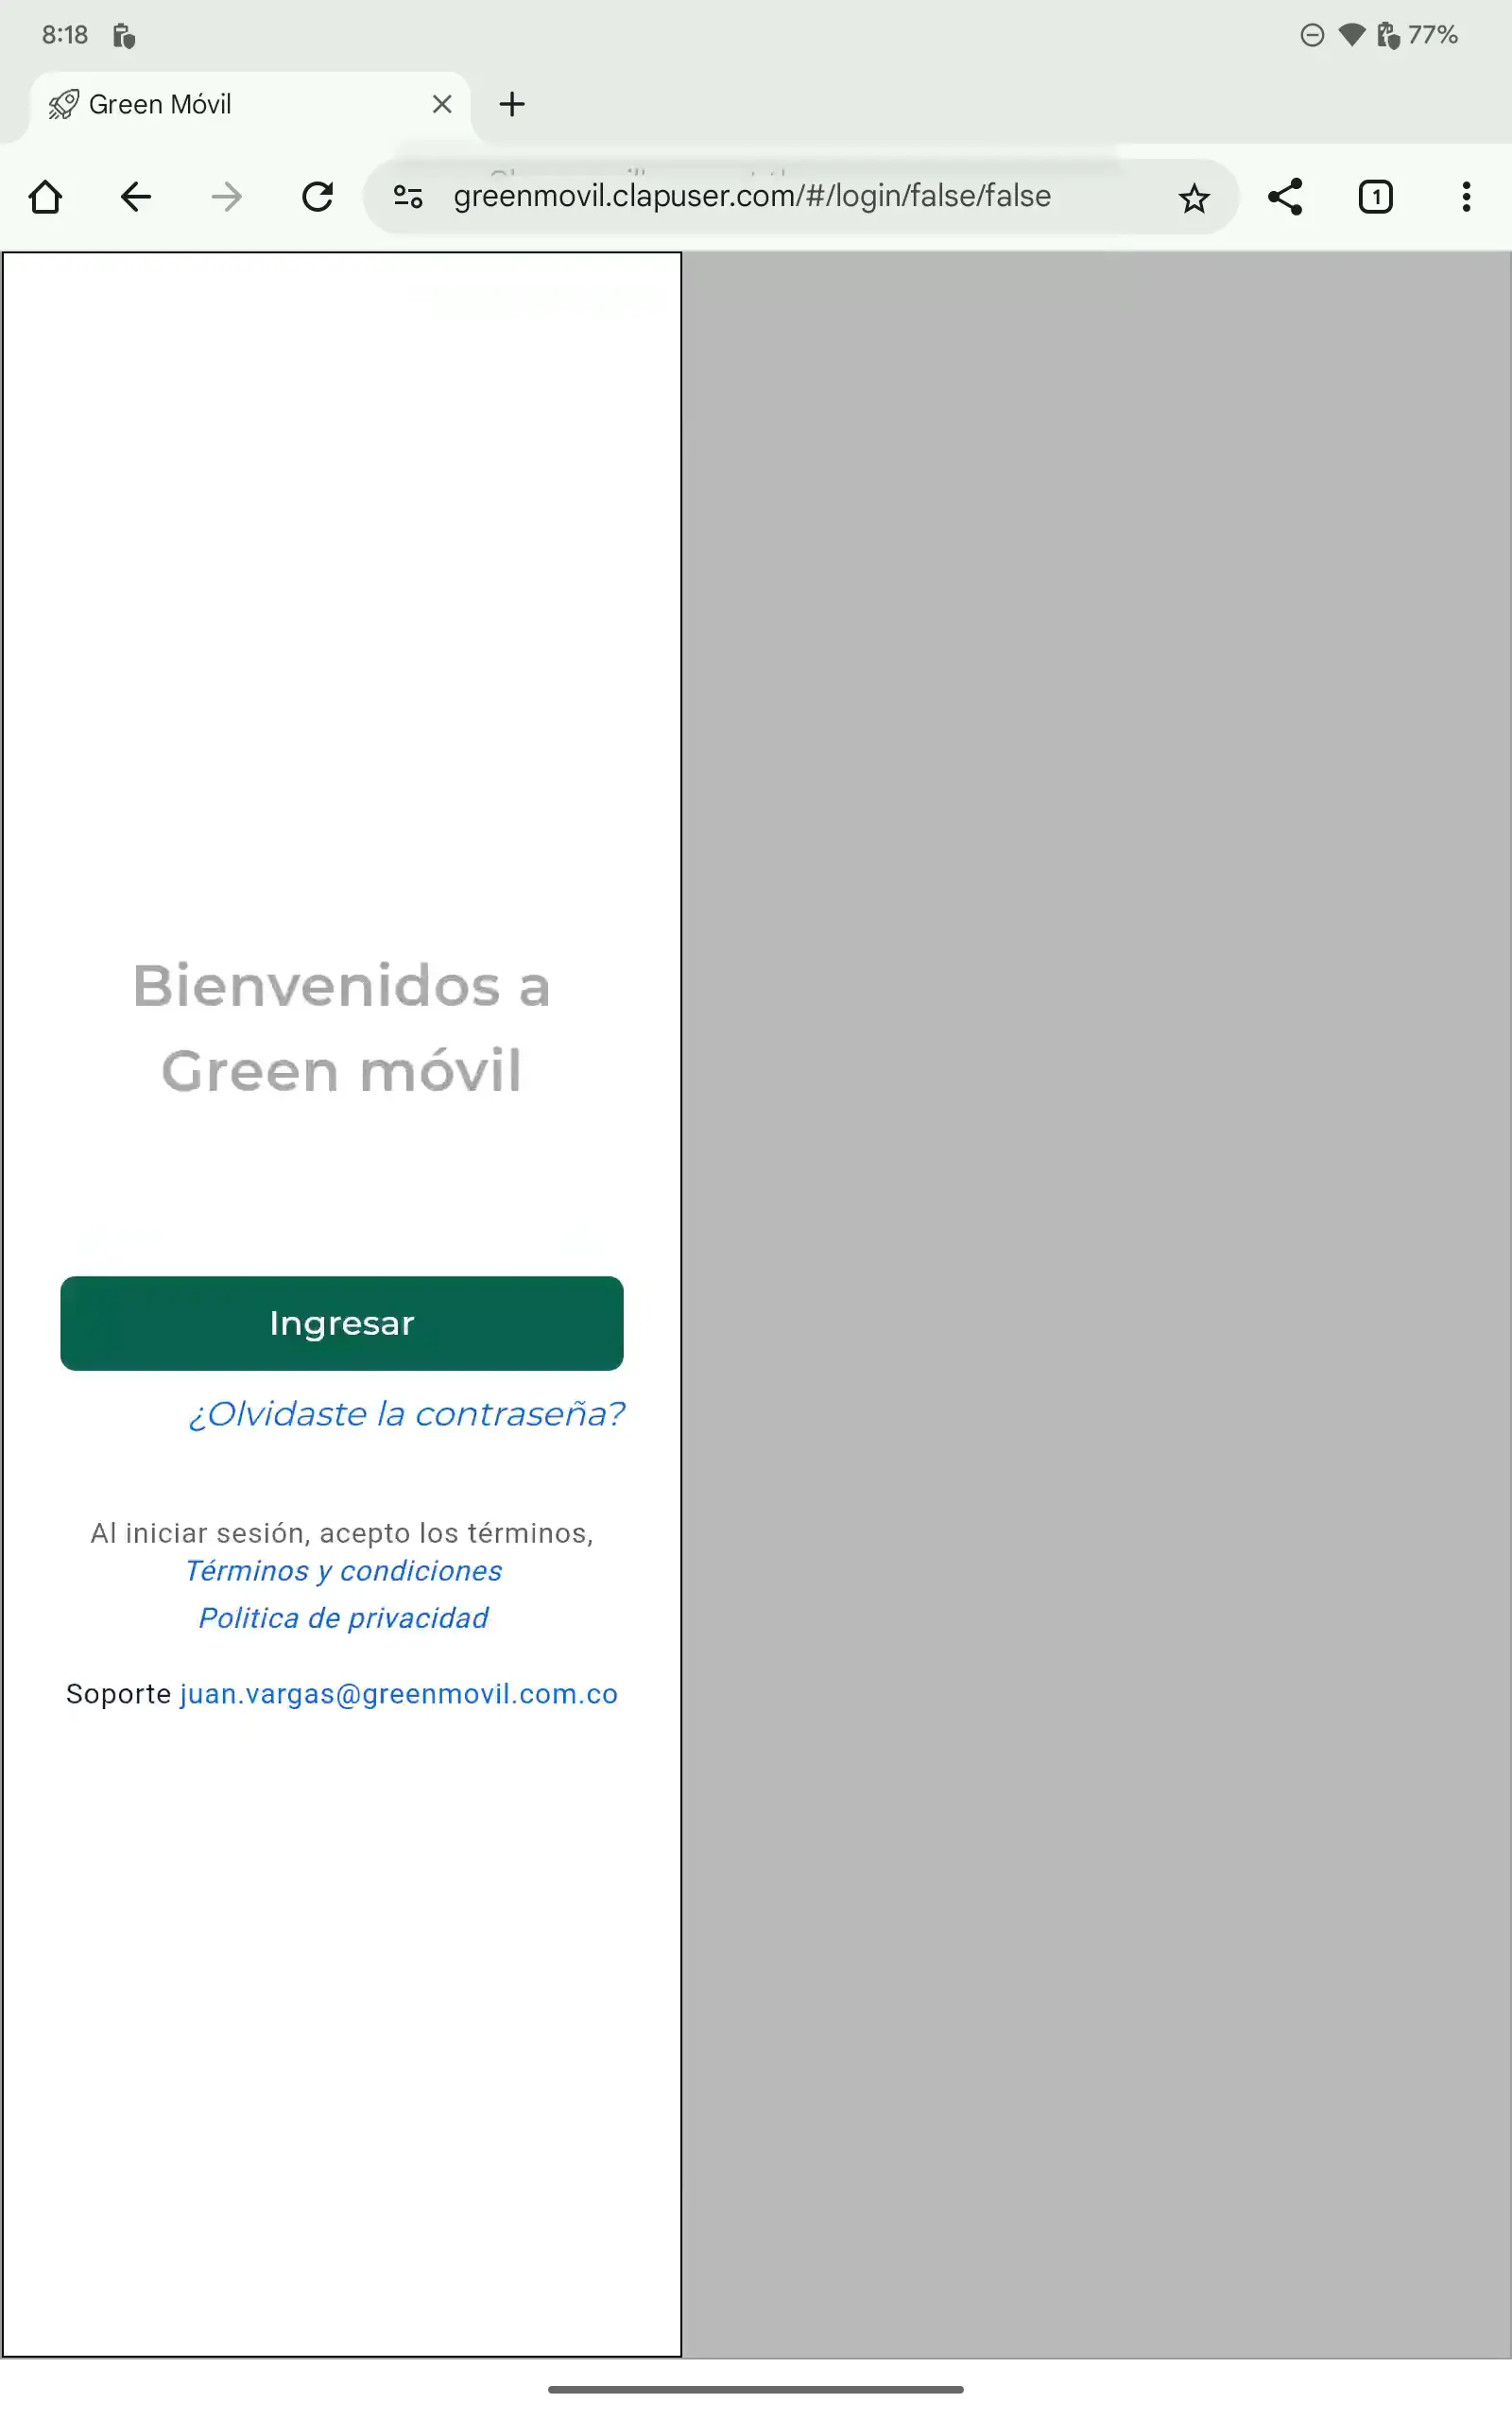 8:18
77%
Green Móvil
greenmovil.clapuser.com/#/login/false/false
1
Bienvenidos a
Green móvil
Ingresar
¿Olvidaste la contraseña?
Al iniciar sesión, acepto los términos,
Términos y condiciones
Politica de privacidad
Soporte juan.vargas@greenmovil.com.co